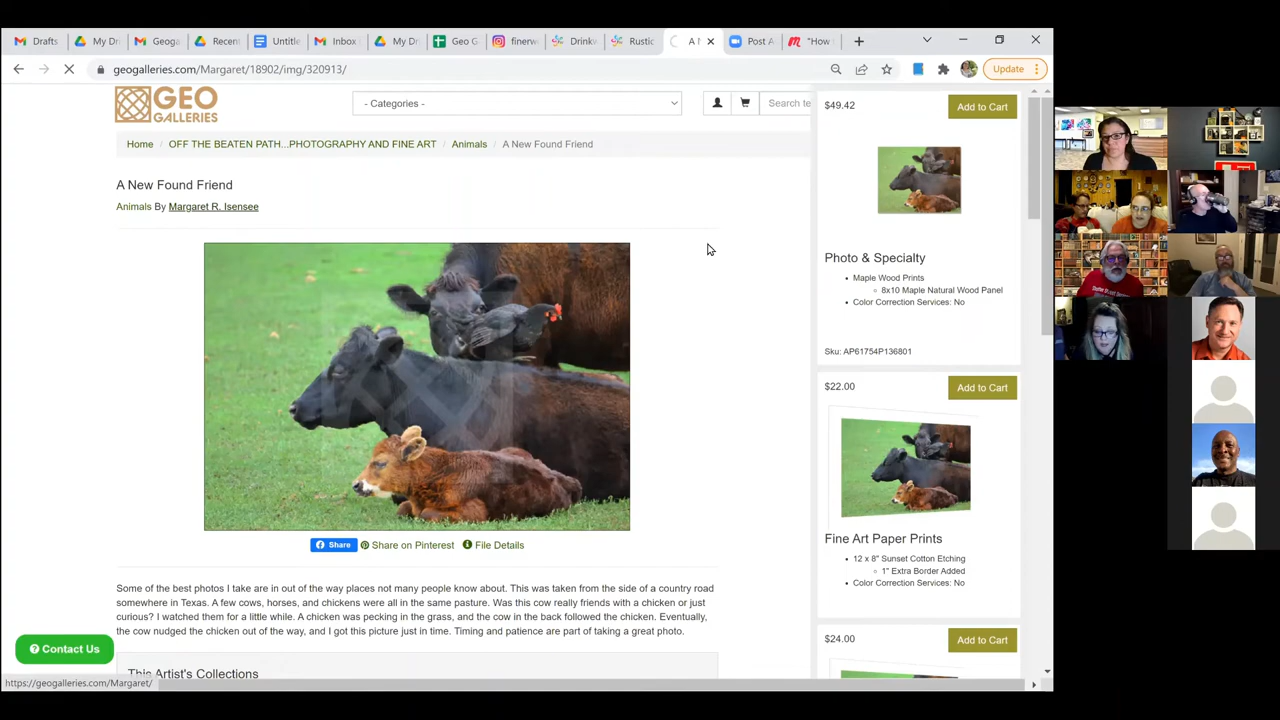 Drafts
My Dri
Geoga
Recen
Untitle
Inbox
My Dri
Geo G
finerw
Drinkw
Rustic
A N
Post A
"How
geogalleries.com/Margaret/18902/img/320913/
Update
GEO
GALLERIES
- Categories -
Search te
Home / OFF THE BEATEN PATH...PHOTOGRAPHY AND FINE ART / Animals / A New Found Friend
A New Found Friend
Animals By Margaret R. Isensee
Share
Share on Pinterest
File Details
Some of the best photos I take are in out of the way places not many people know about. This was taken from the side of a country road
somewhere in Texas. A few cows, horses, and chickens were all in the same pasture. Was this cow really friends with a chicken or just
curious? I watched them for a little while. A chicken was pecking in the grass, and the cow in the back followed the chicken. Eventually,
the cow nudged the chicken out of the way, and I got this picture just in time. Timing and patience are part of taking a great photo.
This Artist's Collections
Contact Us
https://geogalleries.com/Margaret/
$49.42
Add to Cart
Photo & Specialty
Maple Wood Prints
8x10 Maple Natural Wood Panel
Color Correction Services: No
Sku: AP61754P136801
$22.00
Add to Cart
Fine Art Paper Prints
12 x 8" Sunset Cotton Etching
1" Extra Border Added
Color Correction Services: No
$24.00
Add to Cart